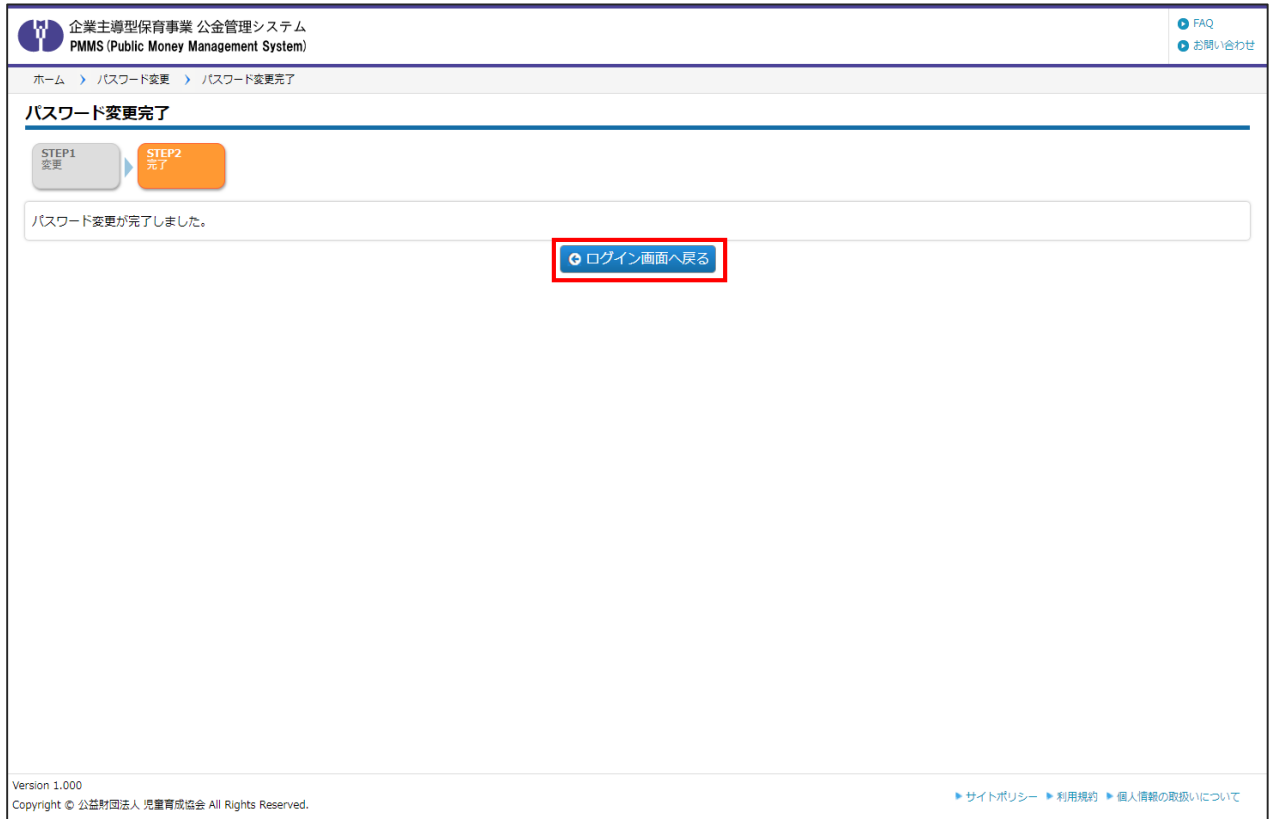 企業主導型保育事業 公金管理システム
PMMS (Public Money Management System)
FAQ
お問い合わせ
ホーム 〉 パスワード変更 〉 パスワード変更完了
パスワード変更完了
STEP1
変更
STEP2
完了
パスワード変更が完了しました。
ログイン画面へ戻る
Version 1.000
Copyright © 公益財団法人 児童育成協会 All Rights Reserved.
サイトポリシー 利用規約 個人情報の取扱いについて